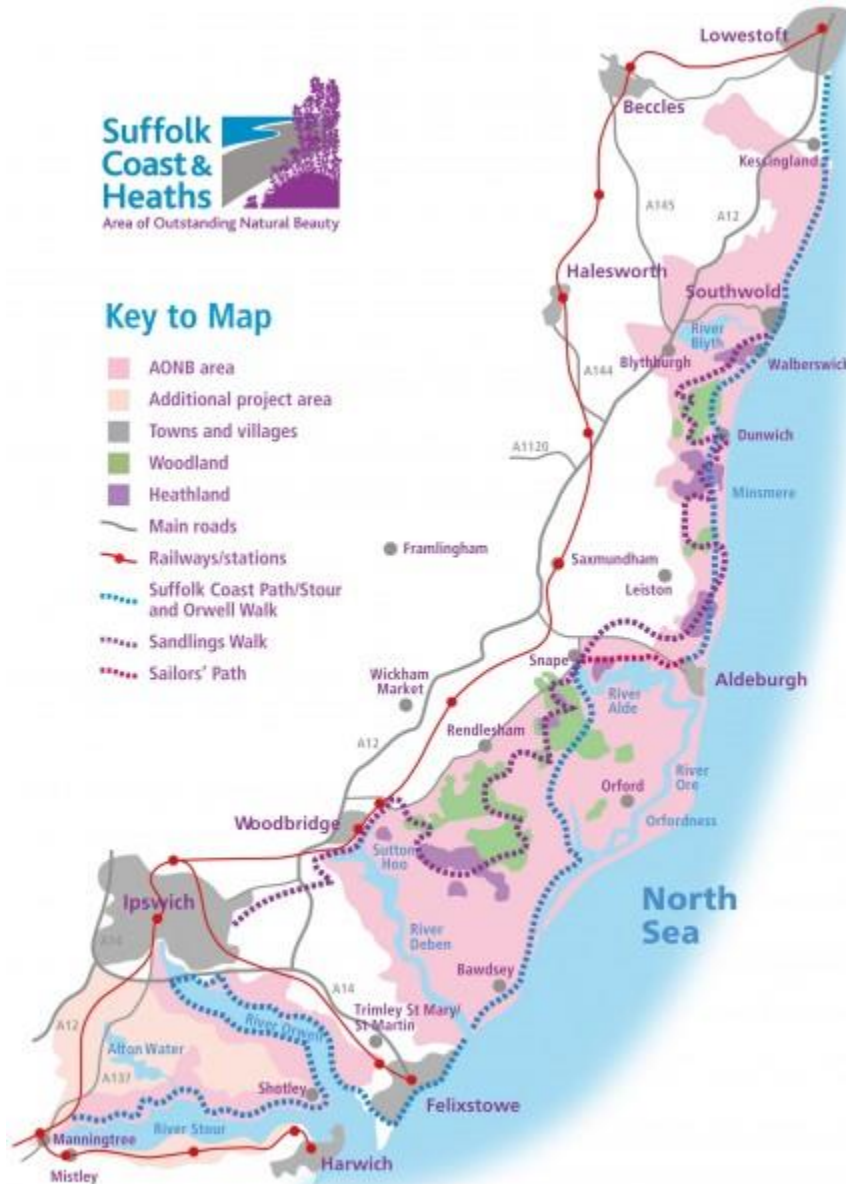 Lowestoft
Beccles
Suffolk
Coast &
Heaths
Area of Outstanding Natural Beauty
Kessingland
A145
A12
Halesworth
Southwold
Key to Map
River
Blyth
Blythburgh
Walberswick
AONB area
A144
Additional project area
Towns and villages
Dunwich
Woodland
A1120
Heathland
Minsmere
Main roads
Framlingham
Saxmundham
Railways/stations
Leiston
Suffolk Coast Path/Stour
and Orwell Walk
Sandlings Walk
Snape
Sailors' Path
Wickham
Market
Aldeburgh
River
Alde
Rendlesham
A12
River
Ore
Orford
Woodbridge
Orfordness
Sutton
Hoo
North
Sea
Ipswich
River
Deben
A14
Bawdsey
A14
Trimley St Mary/
St Martin
A12
River Orwell
Alton Water
A137
Shotley
Felixstowe
River Stour
Manningtree
Harwich
Mistley